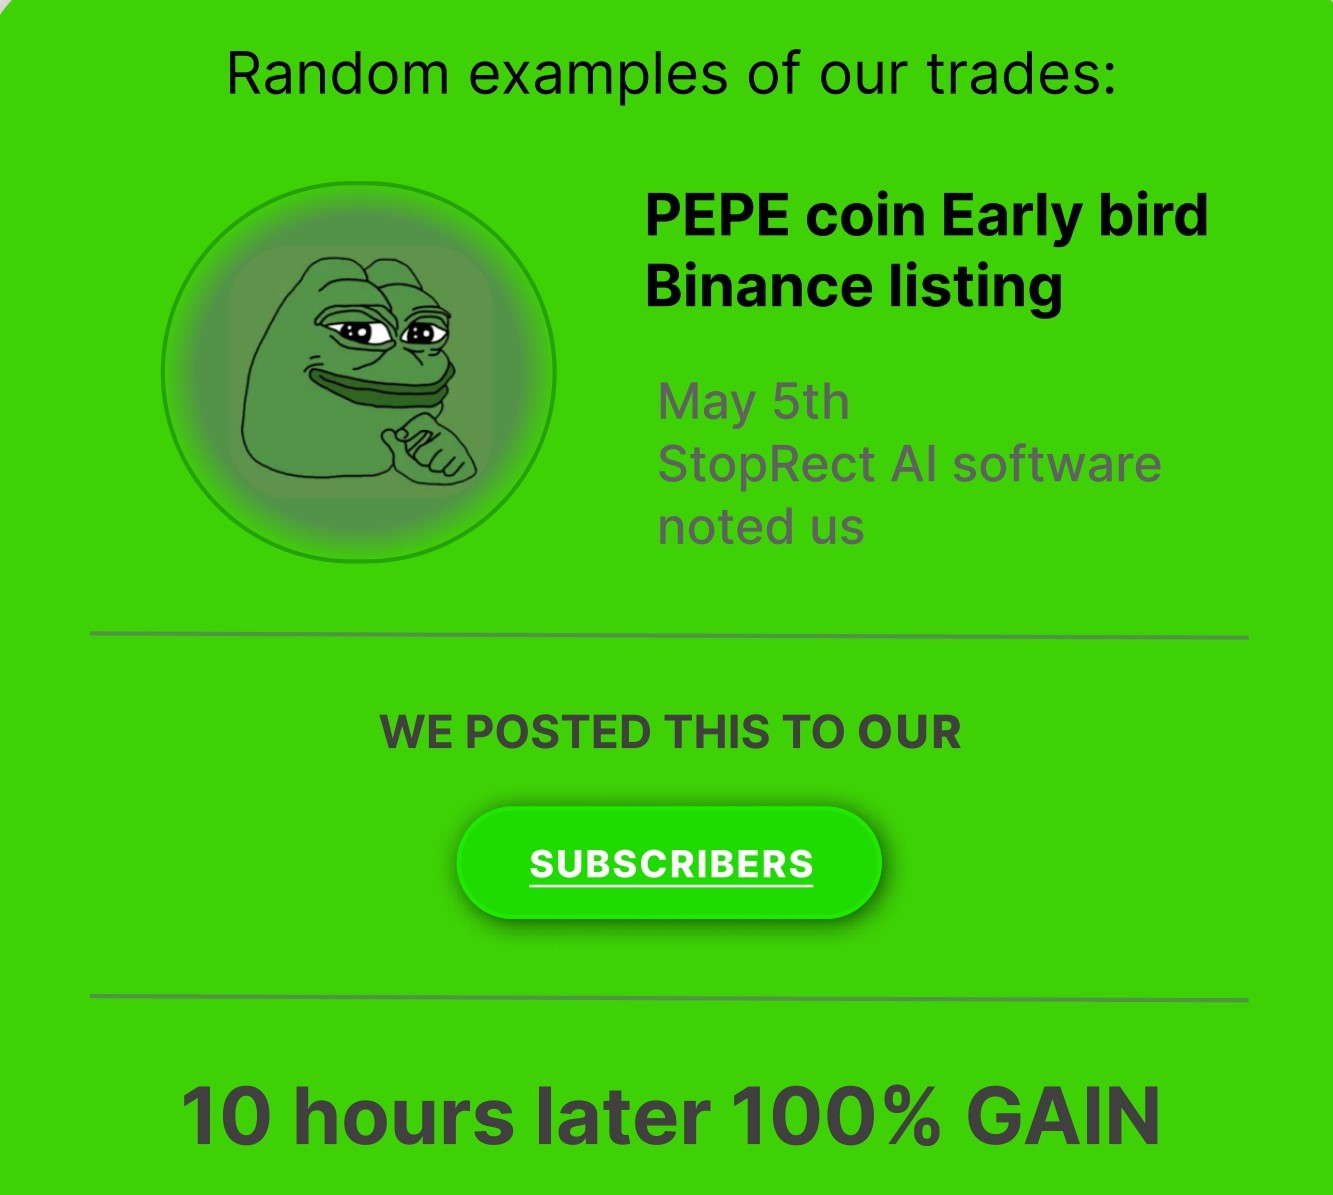 Random examples of our trades:
PEPE coin Early bird
Binance listing
May 5th
StopRect AI software
noted us
WE POSTED THIS TO OUR
SUBSCRIBERS
10 hours later 100% GAIN